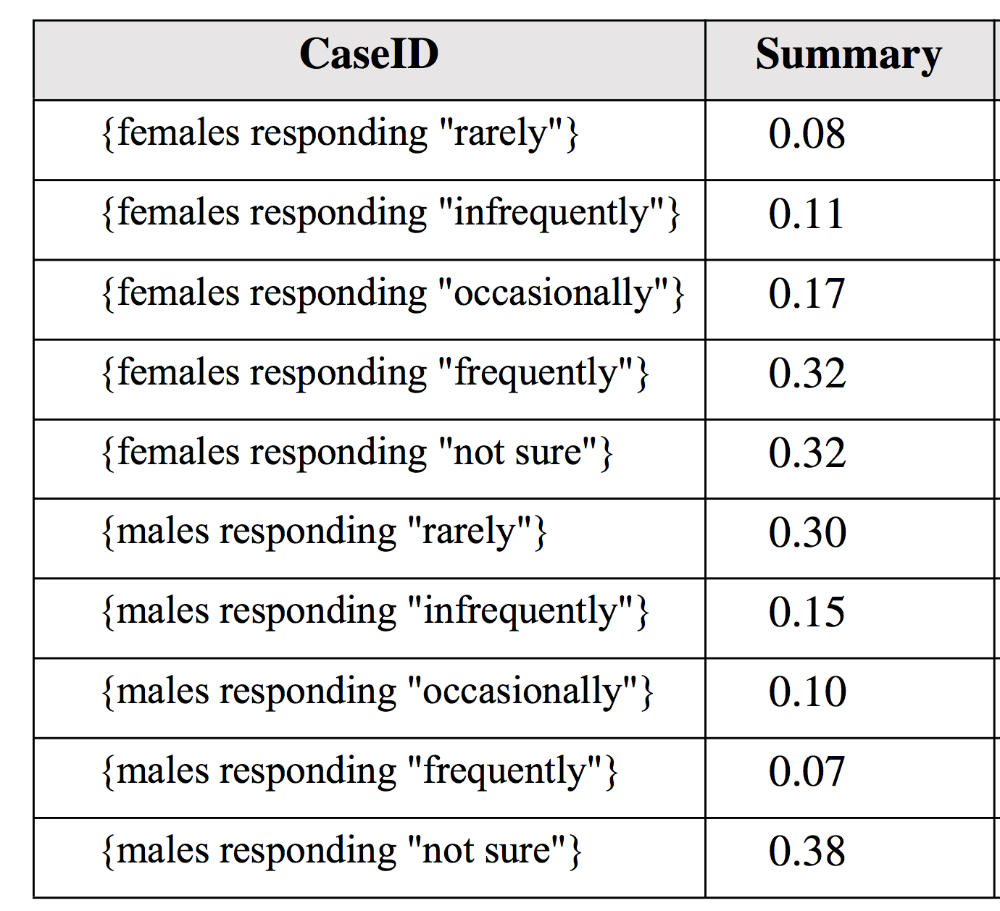 CaseID Summary
{females responding "rarely"} 0.08
{females responding "infrequently"} 0.11
{females responding "occasionally"} 0.17
{females responding "frequently"} 0.32
{females responding "not sure"} 0.32
{males responding "rarely"} 0.30
{males responding "infrequently"} 0.15
{males responding "occasionally"} 0.10
{males responding "frequently"} 0.07
{males responding "not sure"} 0.38